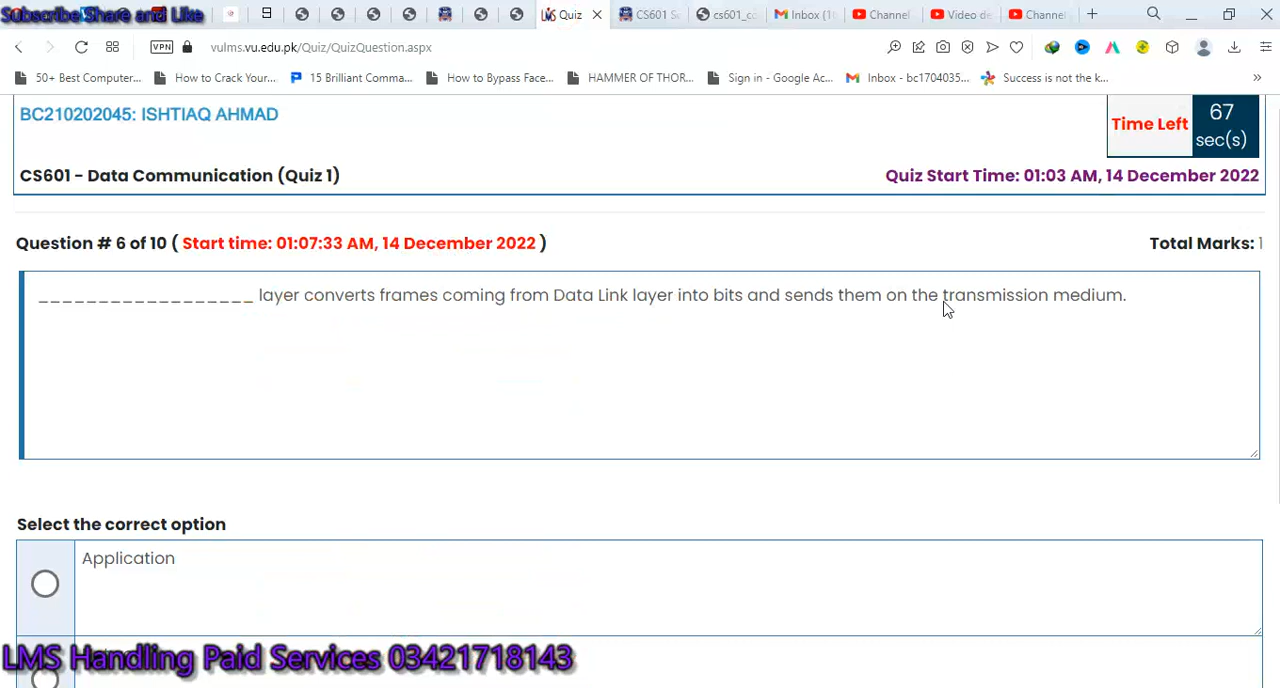 Subscribe Share and Like
Quiz
CS601 S
cs601_cc
Inbox (1
Channel
Video de
Channel
VPN
vulms.vu.edu.pk/Quiz/QuizQuestion.aspx
50+ Best Computer...
How to Crack Your...
15 Brilliant Comma...
How to Bypass Face...
HAMMER OF THOR...
Sign in - Google Ac...
Inbox - bc1704035...
Success is not the k...
BC210202045: ISHTIAQ AHMAD
Time Left
67
sec(s)
CS601 - Data Communication (Quiz 1)
Quiz Start Time: 01:03 AM, 14 December 2022
Question # 6 of 10 ( Start time: 01:07:33 AM, 14 December 2022 )
Total Marks: 1
__________________ layer converts frames coming from Data Link layer into bits and sends them on the transmission medium.
Select the correct option
Application
LMS Handling Paid Services 03421718143